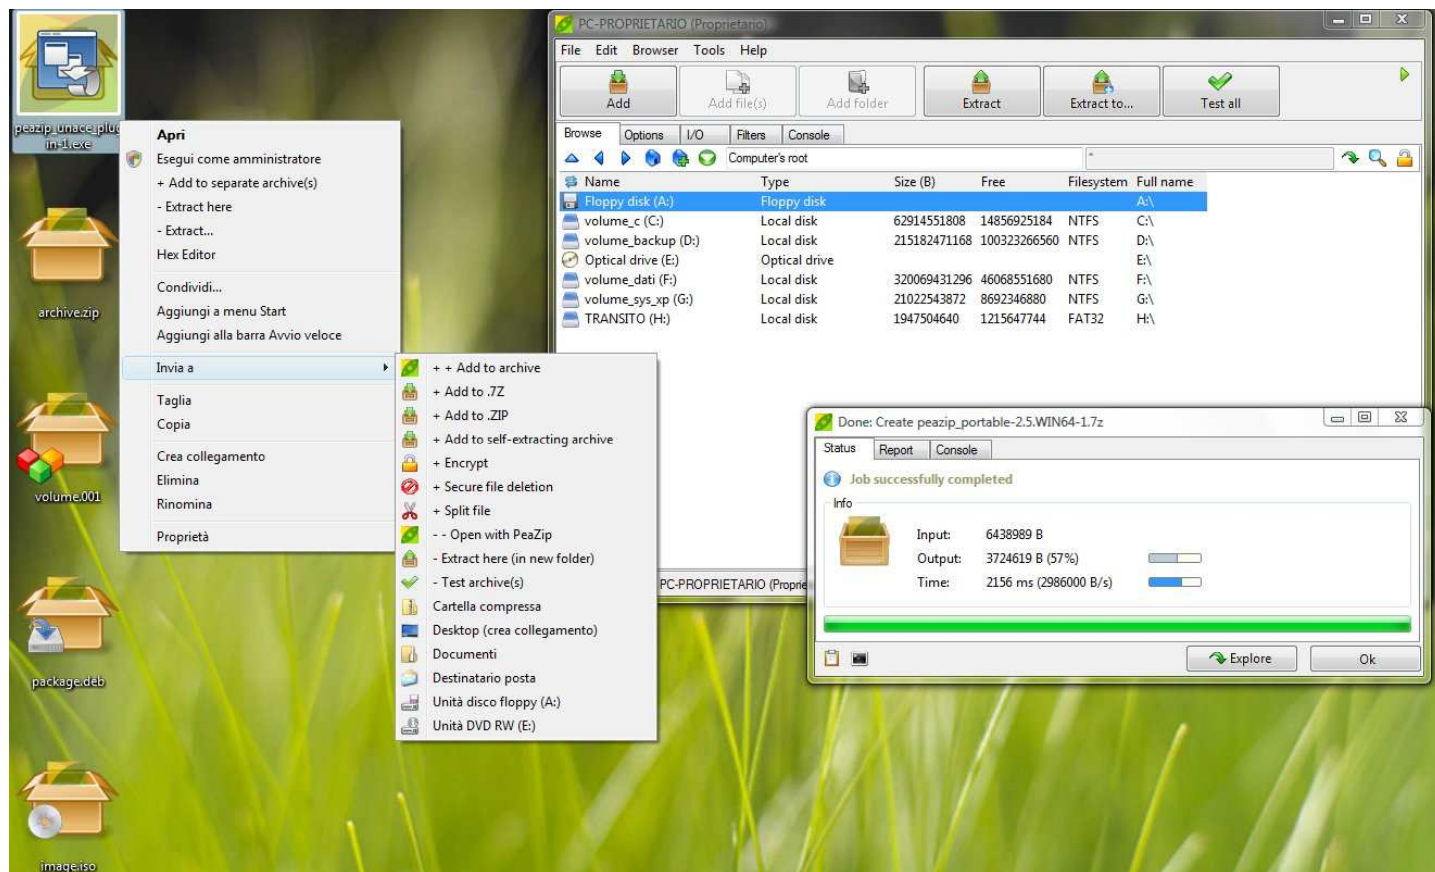 peazip_unace_plug
in-1.exe
archive.zip
volume.001
package.deb
image.iso
Apri
Esegui come amministratore
+ Add to separate archive(s)
- Extract here
- Extract...
Hex Editor
Condividi...
Aggiungi a menu Start
Aggiungi alla barra Avvio veloce
Invia a
Taglia
Copia
Crea collegamento
Elimina
Rinomina
Proprietà
+ + Add to archive
+ Add to .7Z
+ Add to .ZIP
+ Add to self-extracting archive
+ Encrypt
+ Secure file deletion
+ Split file
- - Open with PeaZip
- Extract here (in new folder)
- Test archive(s)
Cartella compressa
Desktop (crea collegamento)
Documenti
Destinatario posta
Unità disco floppy (A:)
Unità DVD RW (E:)
PC-PROPRIETARIO (Proprietario)
File Edit Browser Tools Help
Add Add file(s) Add folder Extract Extract to... Test all
Browse Options I/O Filters Console
Computer's root
Name Type Size (B) Free Filesystem Full name
Floppy disk (A:) Floppy disk A:\
volume_c (C:) Local disk 62914551808 14856925184 NTFS C:\
volume_backup (D:) Local disk 215182471168 100323266560 NTFS D:\
Optical drive (E:) Optical drive E:\
volume_dati (F:) Local disk 320069431296 46068551680 NTFS F:\
volume_sys_xp (G:) Local disk 21022543872 8692346880 NTFS G:\
TRANSITO (H:) Local disk 1947504640 1215647744 FAT32 H:\
PC-PROPRIETARIO (Proprie
Done: Create peazip_portable-2.5.WIN64-1.7z
Status Report Console
Job successfully completed
Info
Input: 6438989 B
Output: 3724619 B (57%)
Time: 2156 ms (2986000 B/s)
Explore Ok